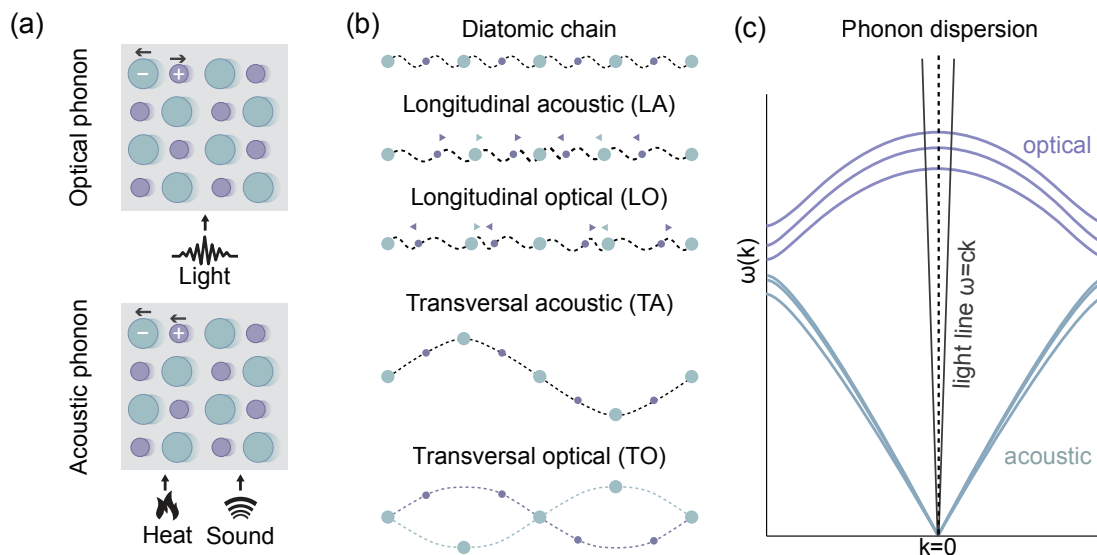 (a)
Optical phonon
← →
− +
Light
Acoustic phonon
← ←
− +
Heat Sound
(b)
Diatomic chain
Longitudinal acoustic (LA)
Longitudinal optical (LO)
Transversal acoustic (TA)
Transversal optical (TO)
(c)
Phonon dispersion
ω(k)
optical
light line ω=ck
acoustic
k=0